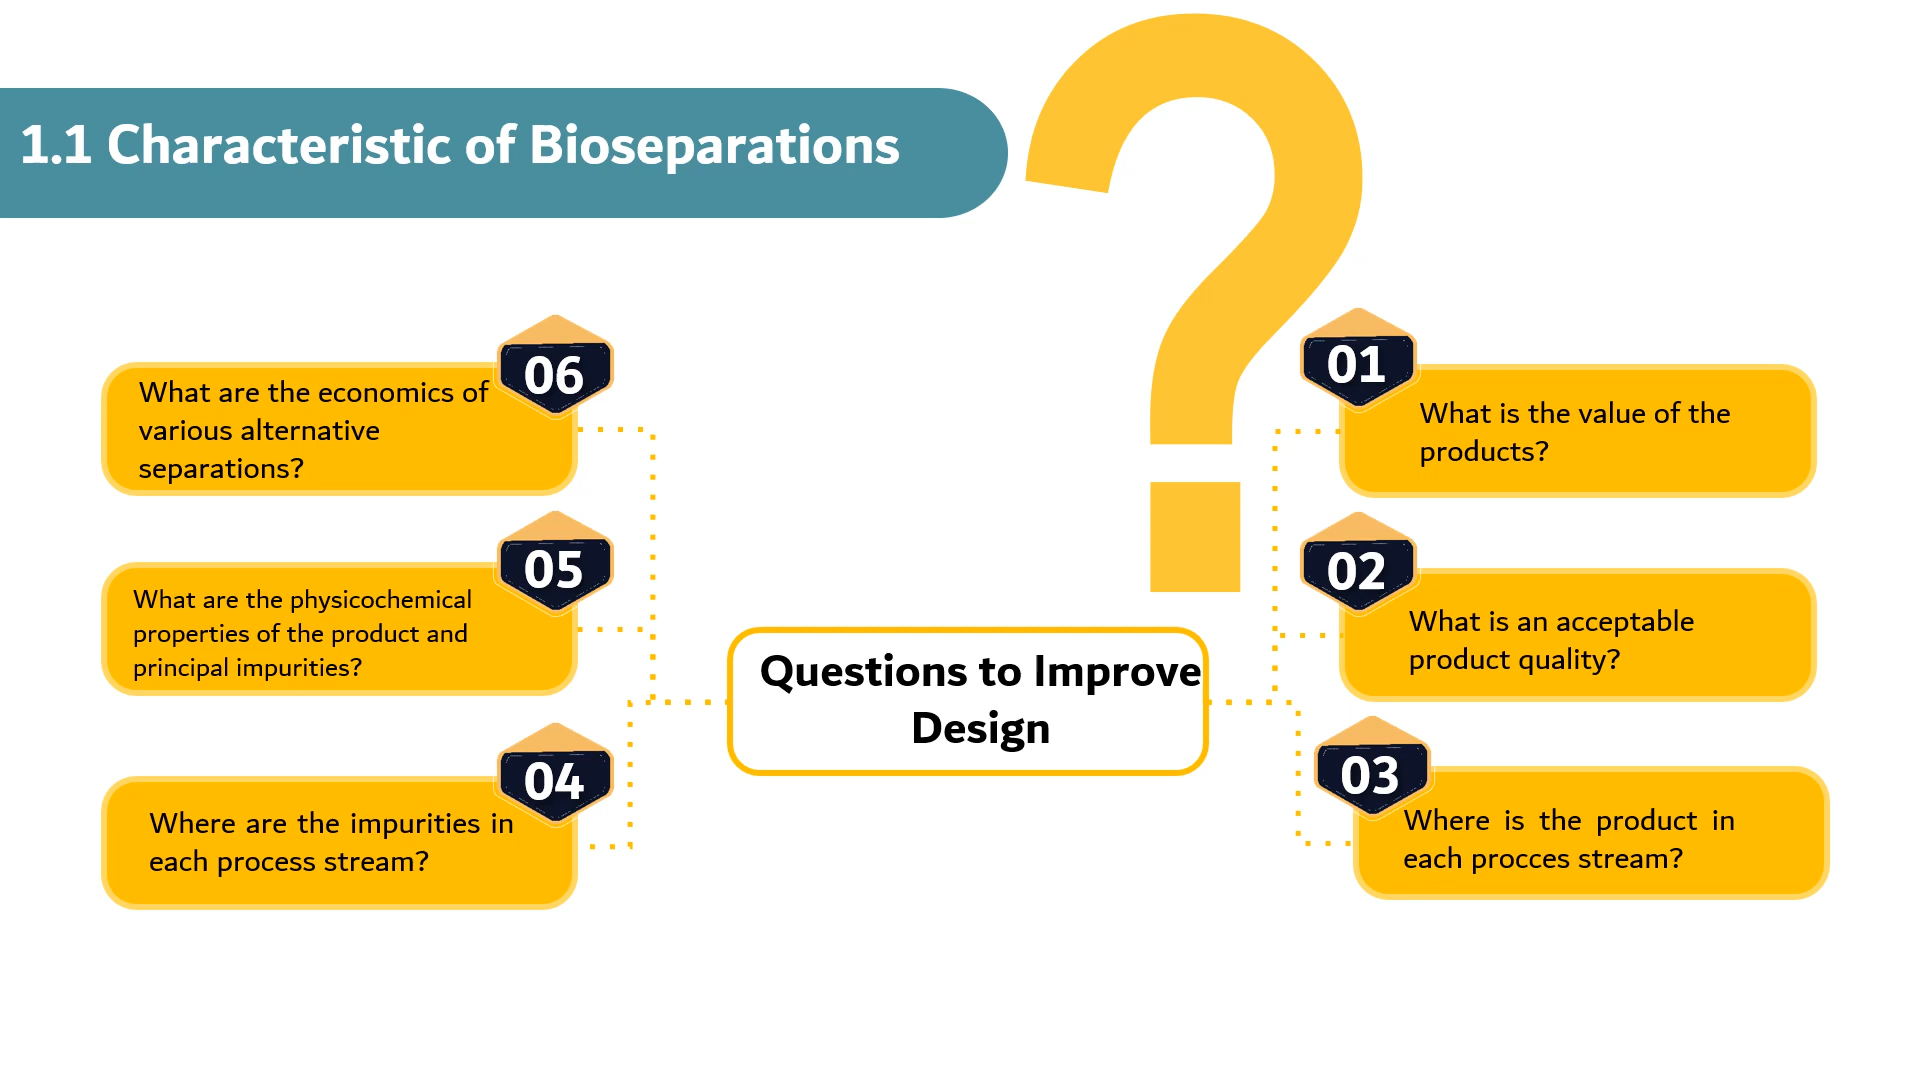 1.1 Characteristic of Bioseparations
06
What are the economics of
various alternative
separations?
05
What are the physicochemical
properties of the product and
principal impurities?
04
Where are the impurities in
each process stream?
Questions to Improve
Design
01
What is the value of the
products?
02
What is an acceptable
product quality?
03
Where is the product in
each procces stream?